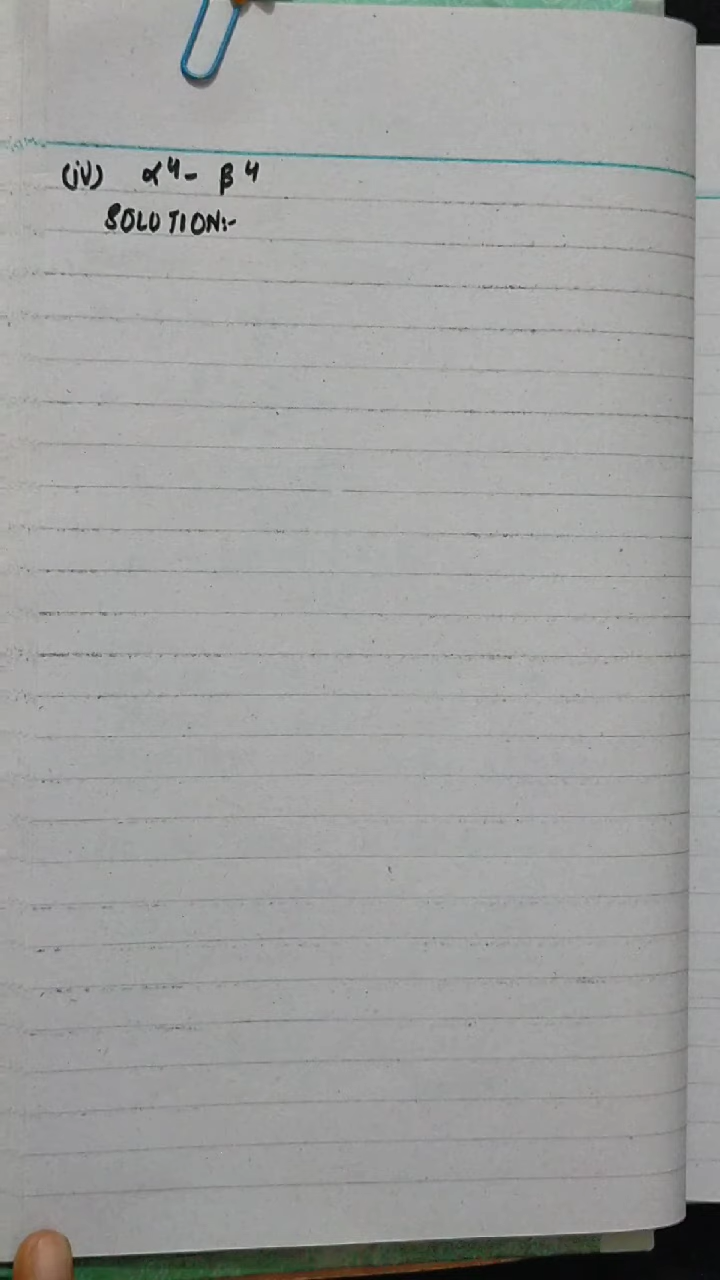 (iv) α⁴- β⁴
SOLUTION:-